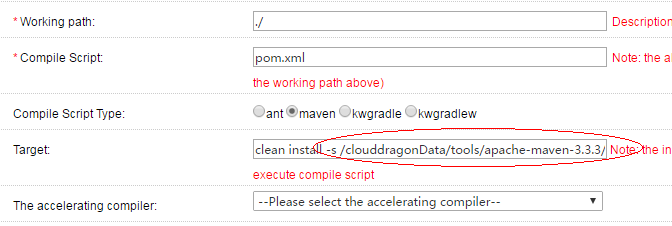 * Working path: ./ Description
* Compile Script: pom.xml Note: the al
the working path above)
Compile Script Type: ant maven kwgradle kwgradlew
Target: clean install -s /clouddragonData/tools/apache-maven-3.3.3/ Note: the in
execute compile script
The accelerating compiler: --Please select the accelerating compiler--